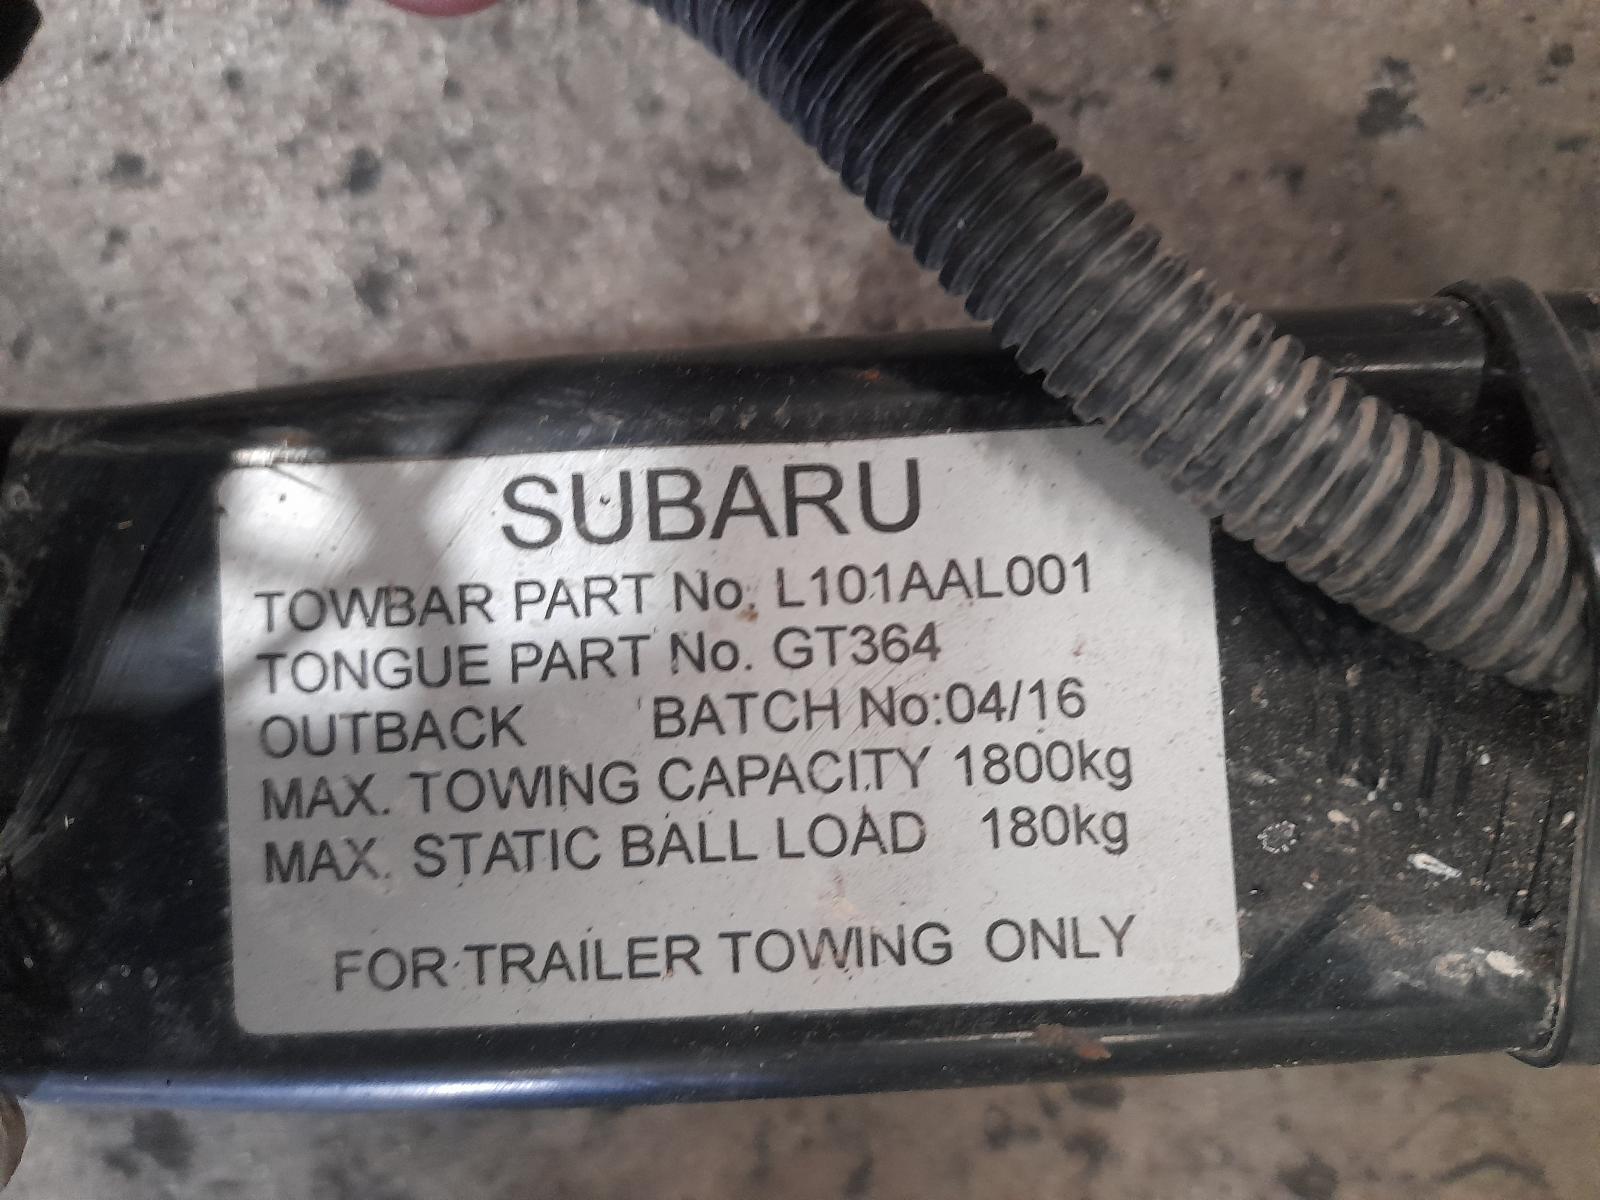 SUBARU
TOWBAR PART No. L101AAL001
TONGUE PART No. GT364
OUTBACK BATCH No:04/16
MAX. TOWING CAPACITY 1800kg
MAX. STATIC BALL LOAD 180kg
FOR TRAILER TOWING ONLY